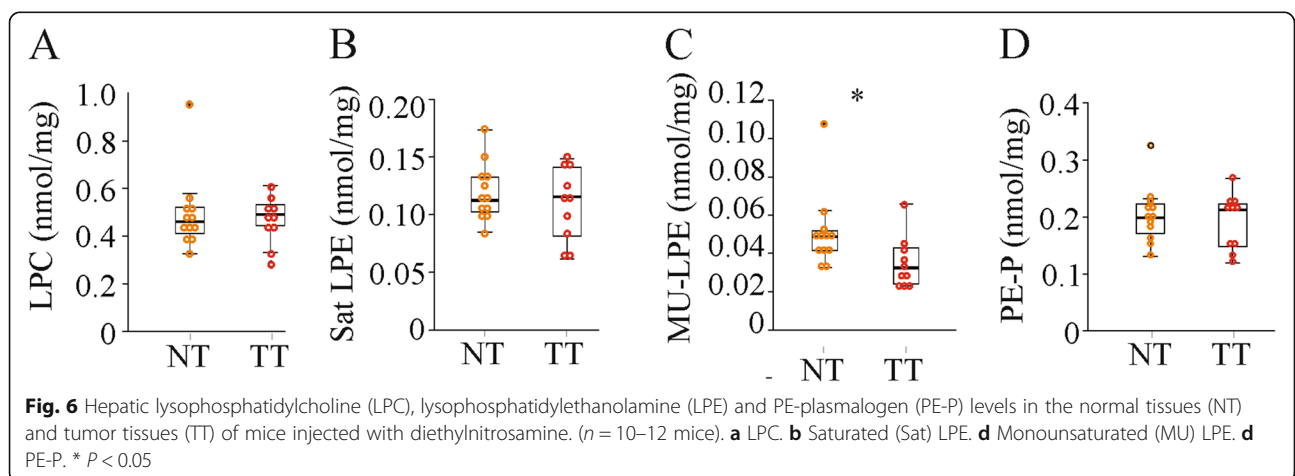 A B C D
LPC (nmol/mg)
1.0
0.8
0.6
0.4
0.2
0
NT TT
Sat LPE (nmol/mg)
0.20
0.15
0.10
0.05
0
NT TT
MU-LPE (nmol/mg)
0.12
0.12
0.10
0.08
0.06
0.04
0.02
0
*
- NT TT
PE-P (nmol/mg)
0.4
0.3
0.2
0.1
0
NT TT
Fig. 6 Hepatic lysophosphatidylcholine (LPC), lysophosphatidylethanolamine (LPE) and PE-plasmalogen (PE-P) levels in the normal tissues (NT)
and tumor tissues (TT) of mice injected with diethylnitrosamine. (n = 10–12 mice). a LPC. b Saturated (Sat) LPE. d Monounsaturated (MU) LPE. d
PE-P. * P < 0.05